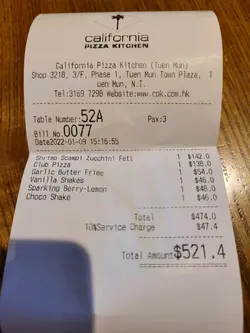 california
PIZZA KITCHEN
California Pizza Kitchen (Tuen Mun)
Shop 321B, 3/F, Phase 1, Tuen Mun Town Plaza, T
uen Mun, N.T.
Tel:3169 7298 Website:www.cpk.com.hk
Table Number:52A Pax:3
Bill No.0077
Date2022-01-09 15:16:55
Shrimp Scampi Zucchini Fett 1 $142.0
Club Pizza 1 $138.0
Garlic Butter Fries 1 $54.0
Vanilla Shakes 1 $46.0
Sparking Berry-Lemon 1 $48.0
Choco Shake 1 $46.0
Total $474.0
10%Service Charge $47.4
Total Amount$521.4